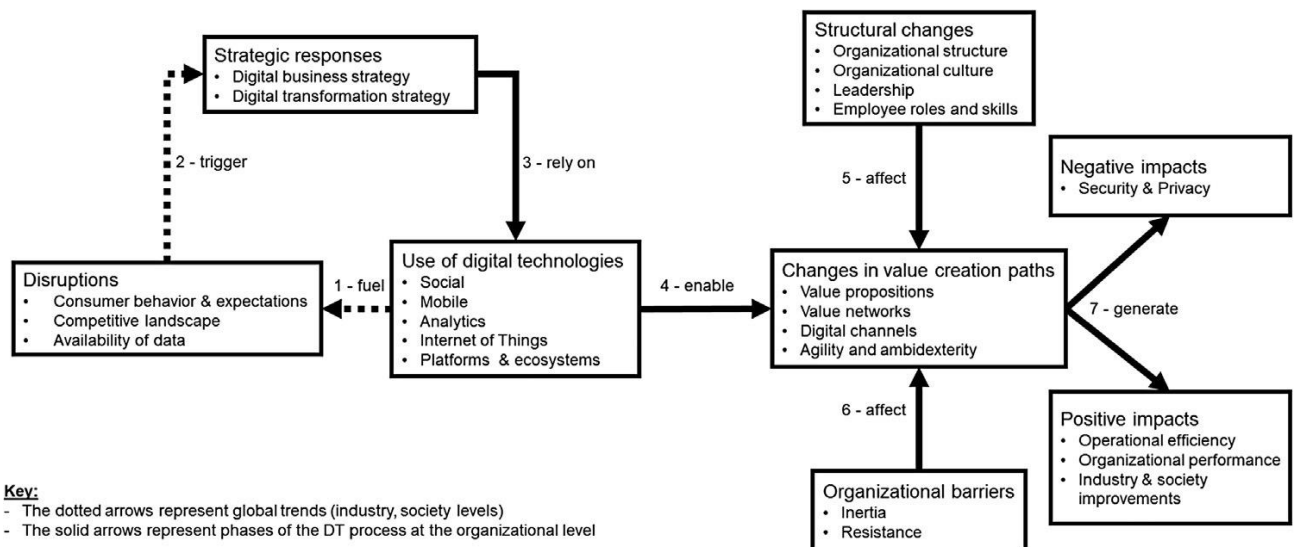 Strategic responses
• Digital business strategy
• Digital transformation strategy
2 - trigger
3 - rely on
Disruptions
• Consumer behavior & expectations
• Competitive landscape
• Availability of data
1 - fuel
Use of digital technologies
• Social
• Mobile
• Analytics
• Internet of Things
• Platforms & ecosystems
4 - enable
Structural changes
• Organizational structure
• Organizational culture
• Leadership
• Employee roles and skills
5 - affect
Changes in value creation paths
• Value propositions
• Value networks
• Digital channels
• Agility and ambidexterity
6 - affect
Organizational barriers
• Inertia
• Resistance
7 - generate
Negative impacts
• Security & Privacy
Positive impacts
• Operational efficiency
• Organizational performance
• Industry & society
improvements
Key:
- The dotted arrows represent global trends (industry, society levels)
- The solid arrows represent phases of the DT process at the organizational level